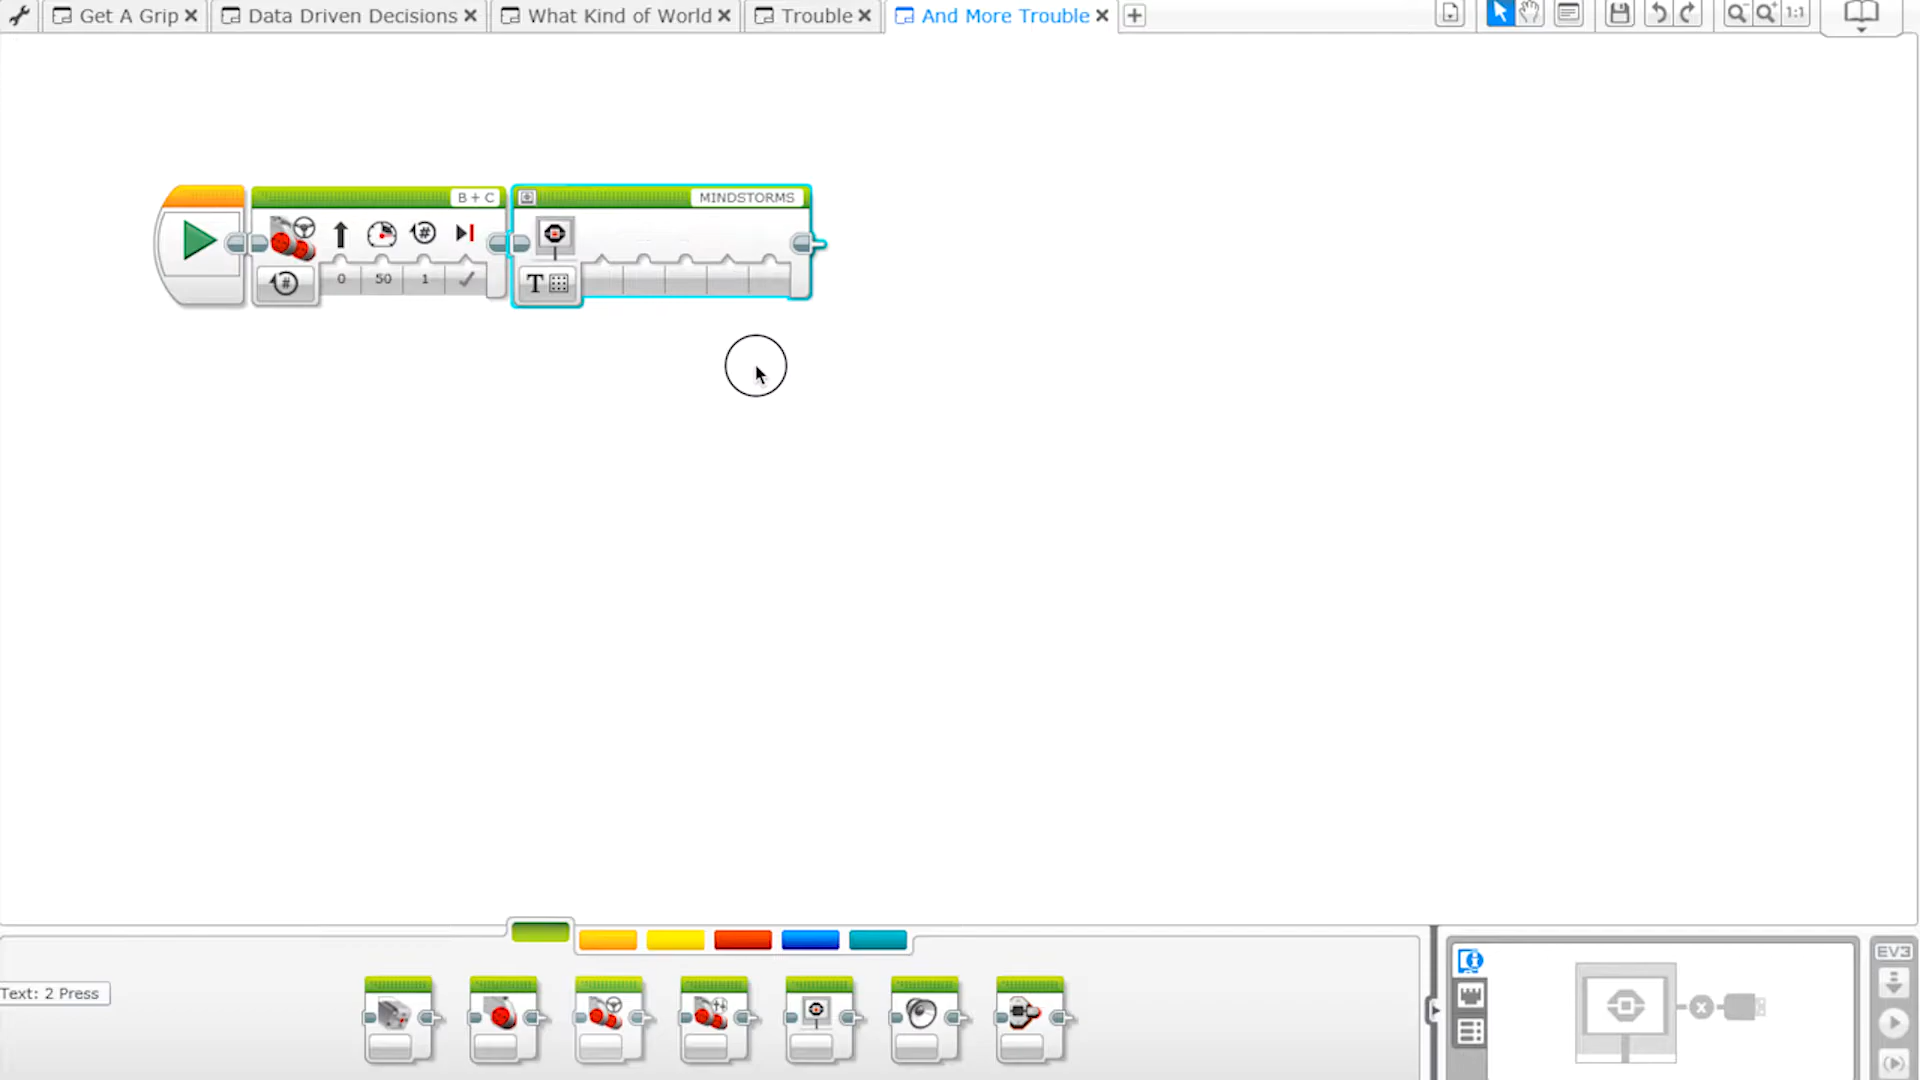 Get A Grip
Data Driven Decisions
What Kind of World
Trouble
And More Trouble
1:1
B + C
MINDSTORMS
#
0
50
1
#
T
EV3
Text: 2 Press